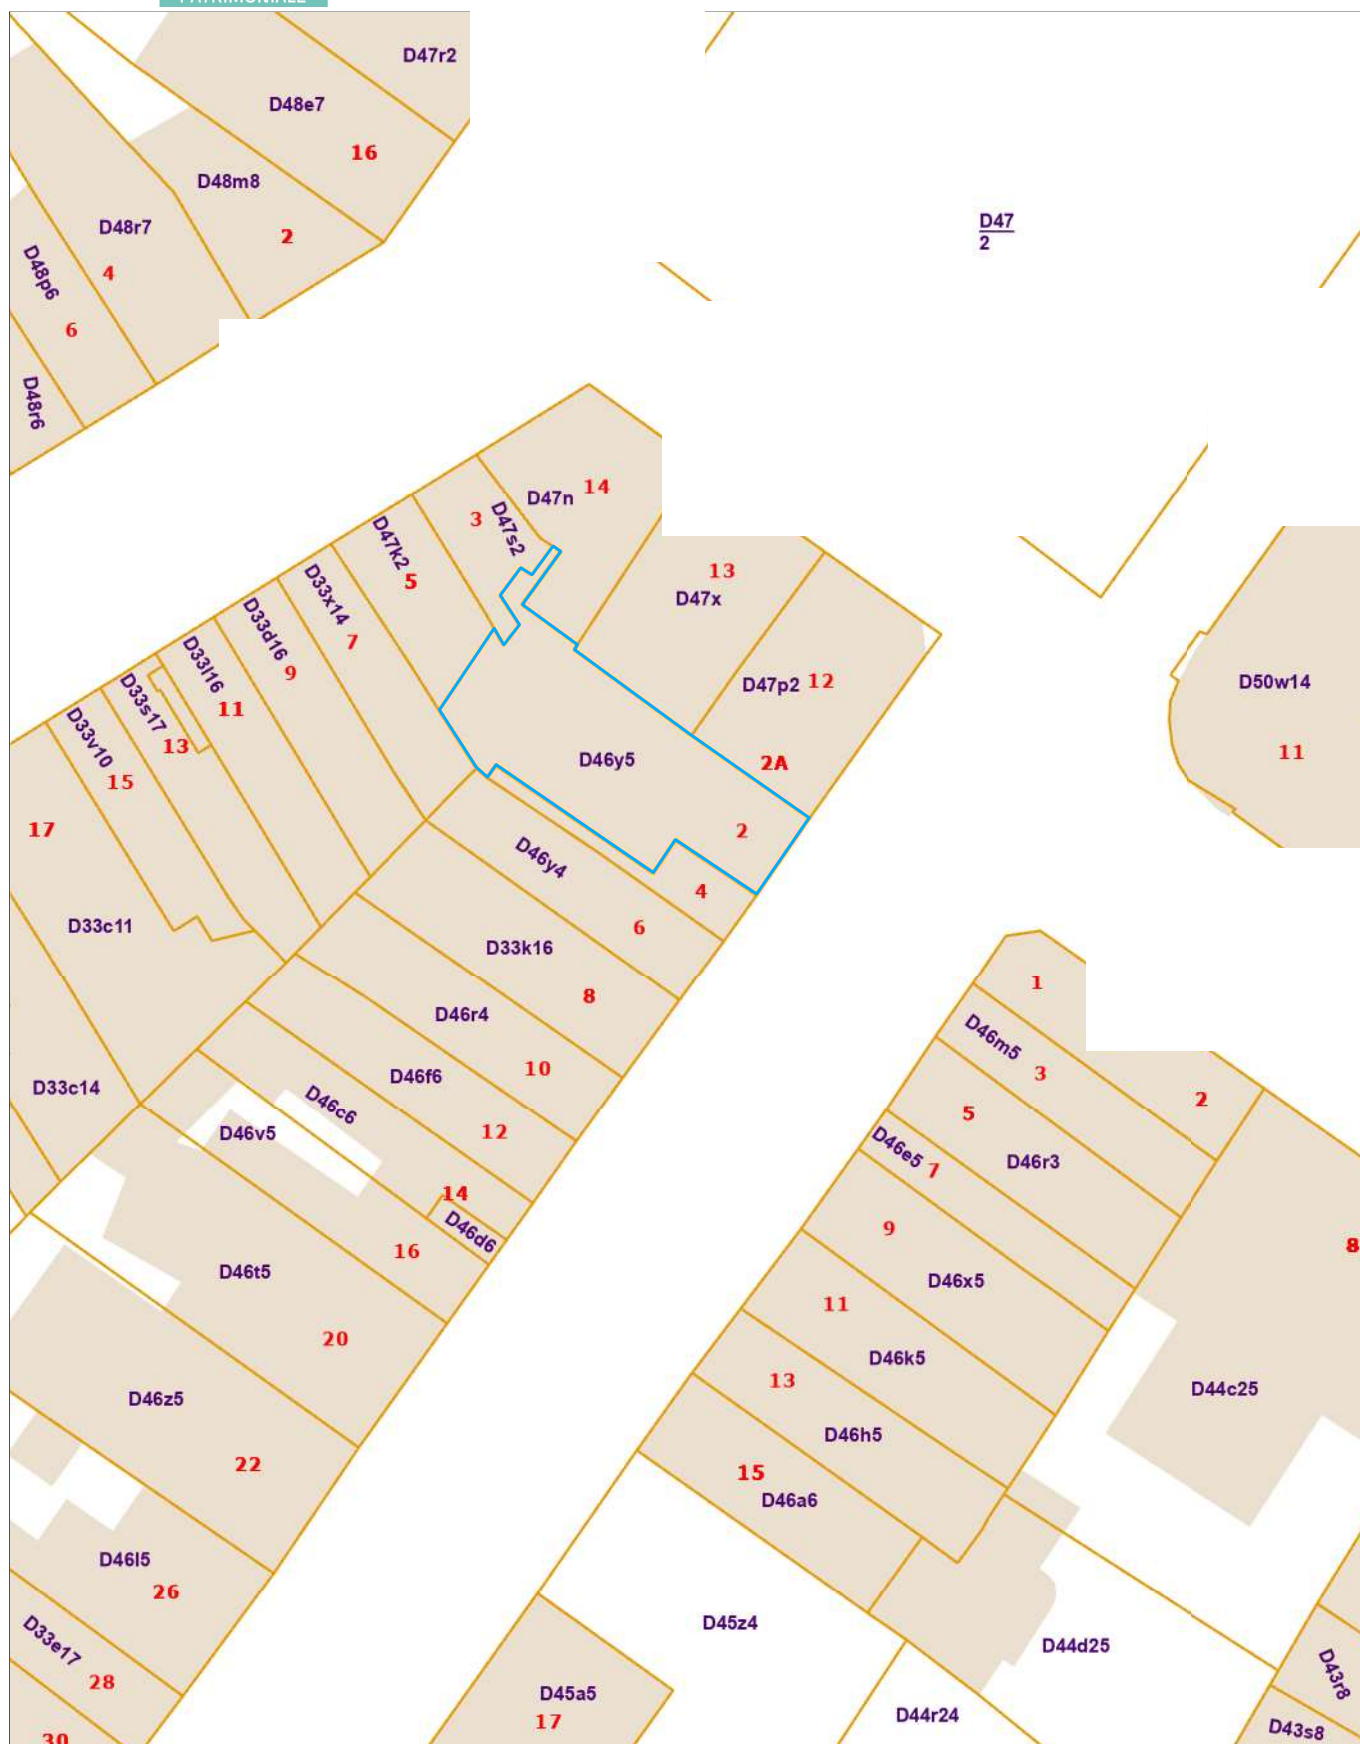 PATRIMONIALE
D47r2
D48e7
16
D48m8
D48r7
2
D47
2
D48p6
4
6
D48r6
D47n
14
3
D47s2
D47k2
5
13
D47x
D33x14
7
D33d16
9
D33l16
11
D47p2
12
D50w14
D33s17
13
D33v10
15
D46y5
2A
11
17
2
D46y4
4
6
D33c11
D33k16
8
1
D46r4
D46m5
10
3
D46f6
D33c14
D46c6
2
5
12
D46v5
D46e5
7
D46r3
14
D46d6
9
8
16
D46t5
D46x5
11
20
D46k5
13
D44c25
D46z5
D46h5
22
15
D46a6
D46l5
26
D45z4
D33e17
D44d25
28
D43r8
D45a5
17
D44r24
D43s8
30